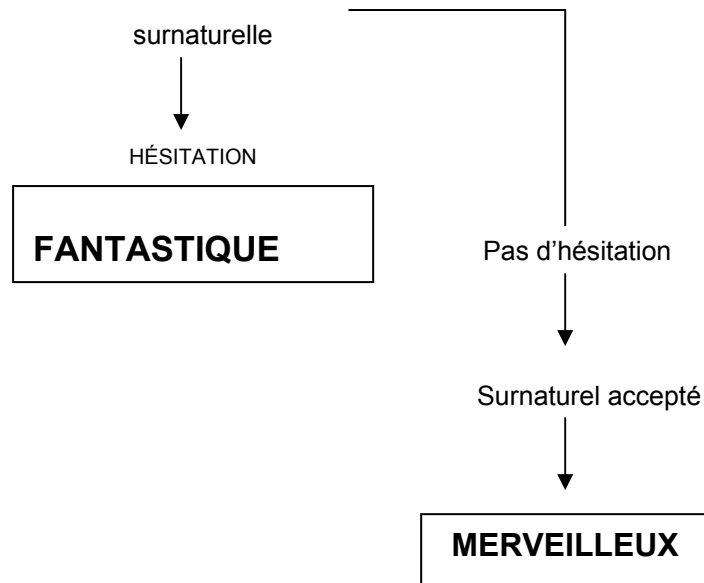 surnaturelle
HÉSITATION
FANTASTIQUE
Pas d’hésitation
Surnaturel accepté
MERVEILLEUX